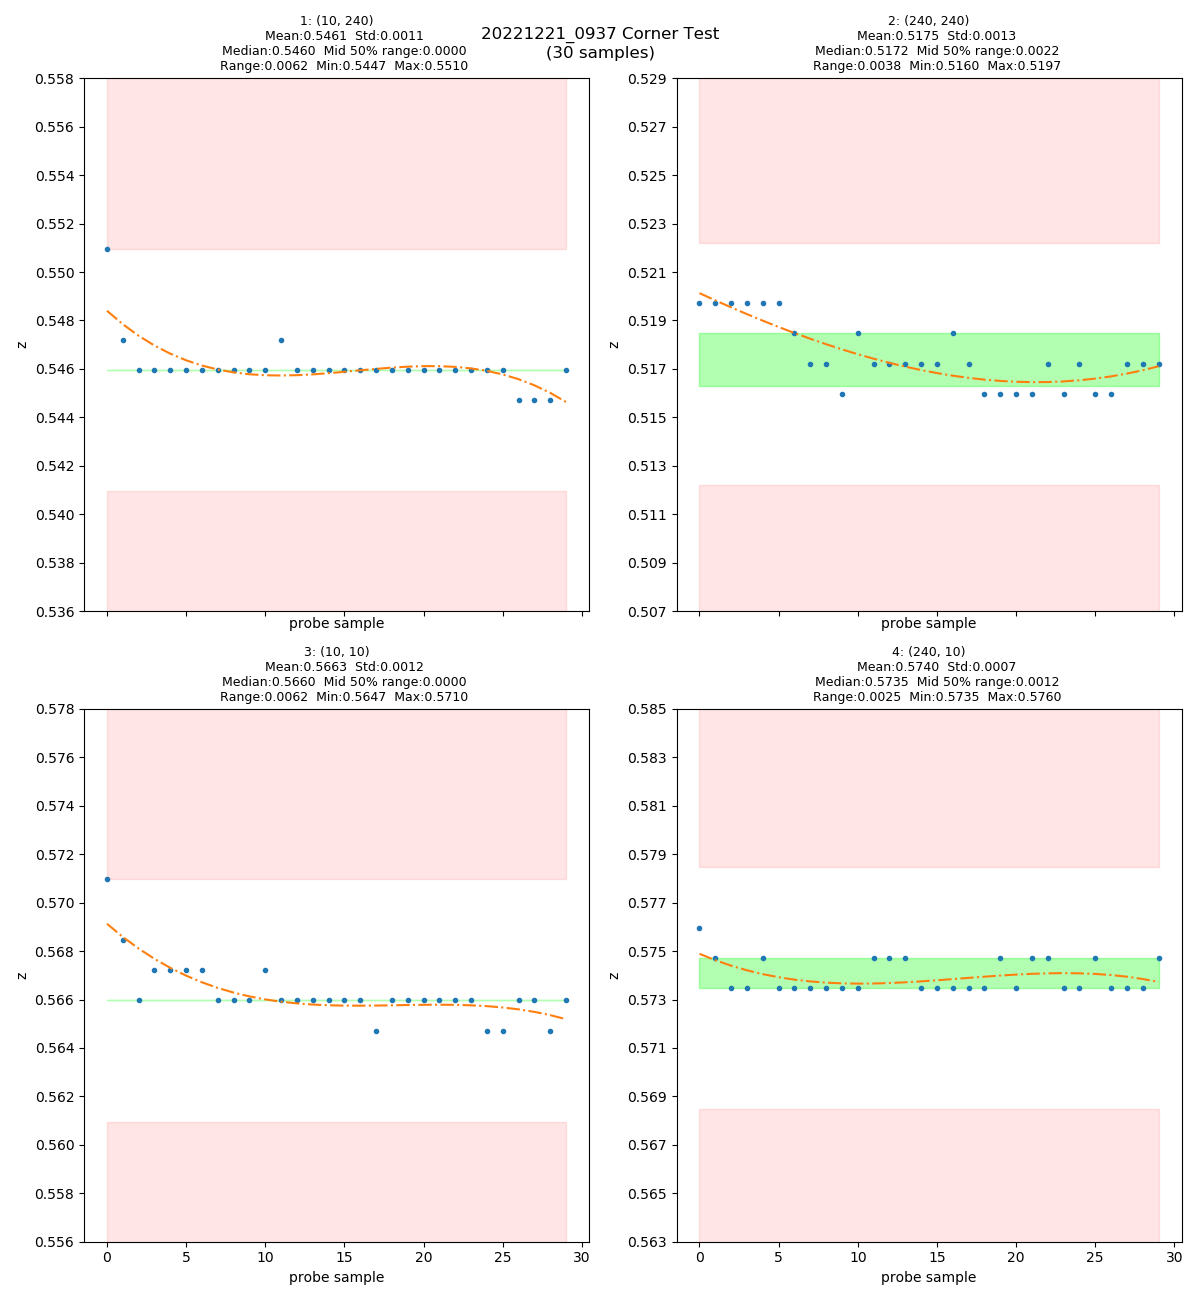 20221221_0937 Corner Test
(30 samples)
1: (10, 240)
Mean:0.5461  Std:0.0011
Median:0.5460  Mid 50% range:0.0000
Range:0.0062  Min:0.5447  Max:0.5510
0.558
0.556
0.554
0.552
0.550
0.548
0.546
0.544
0.542
0.540
0.538
0.536
z
probe sample
2: (240, 240)
Mean:0.5175  Std:0.0013
Median:0.5172  Mid 50% range:0.0022
Range:0.0038  Min:0.5160  Max:0.5197
0.529
0.527
0.525
0.523
0.521
0.519
0.517
0.515
0.513
0.511
0.509
0.507
z
probe sample
3: (10, 10)
Mean:0.5663  Std:0.0012
Median:0.5660  Mid 50% range:0.0000
Range:0.0062  Min:0.5647  Max:0.5710
0.578
0.576
0.574
0.572
0.570
0.568
0.566
0.564
0.562
0.560
0.558
0.556
z
0 5 10 15 20 25 30
probe sample
4: (240, 10)
Mean:0.5740  Std:0.0007
Median:0.5735  Mid 50% range:0.0012
Range:0.0025  Min:0.5735  Max:0.5760
0.585
0.583
0.581
0.579
0.577
0.575
0.573
0.571
0.569
0.567
0.565
0.563
z
0 5 10 15 20 25 30
probe sample